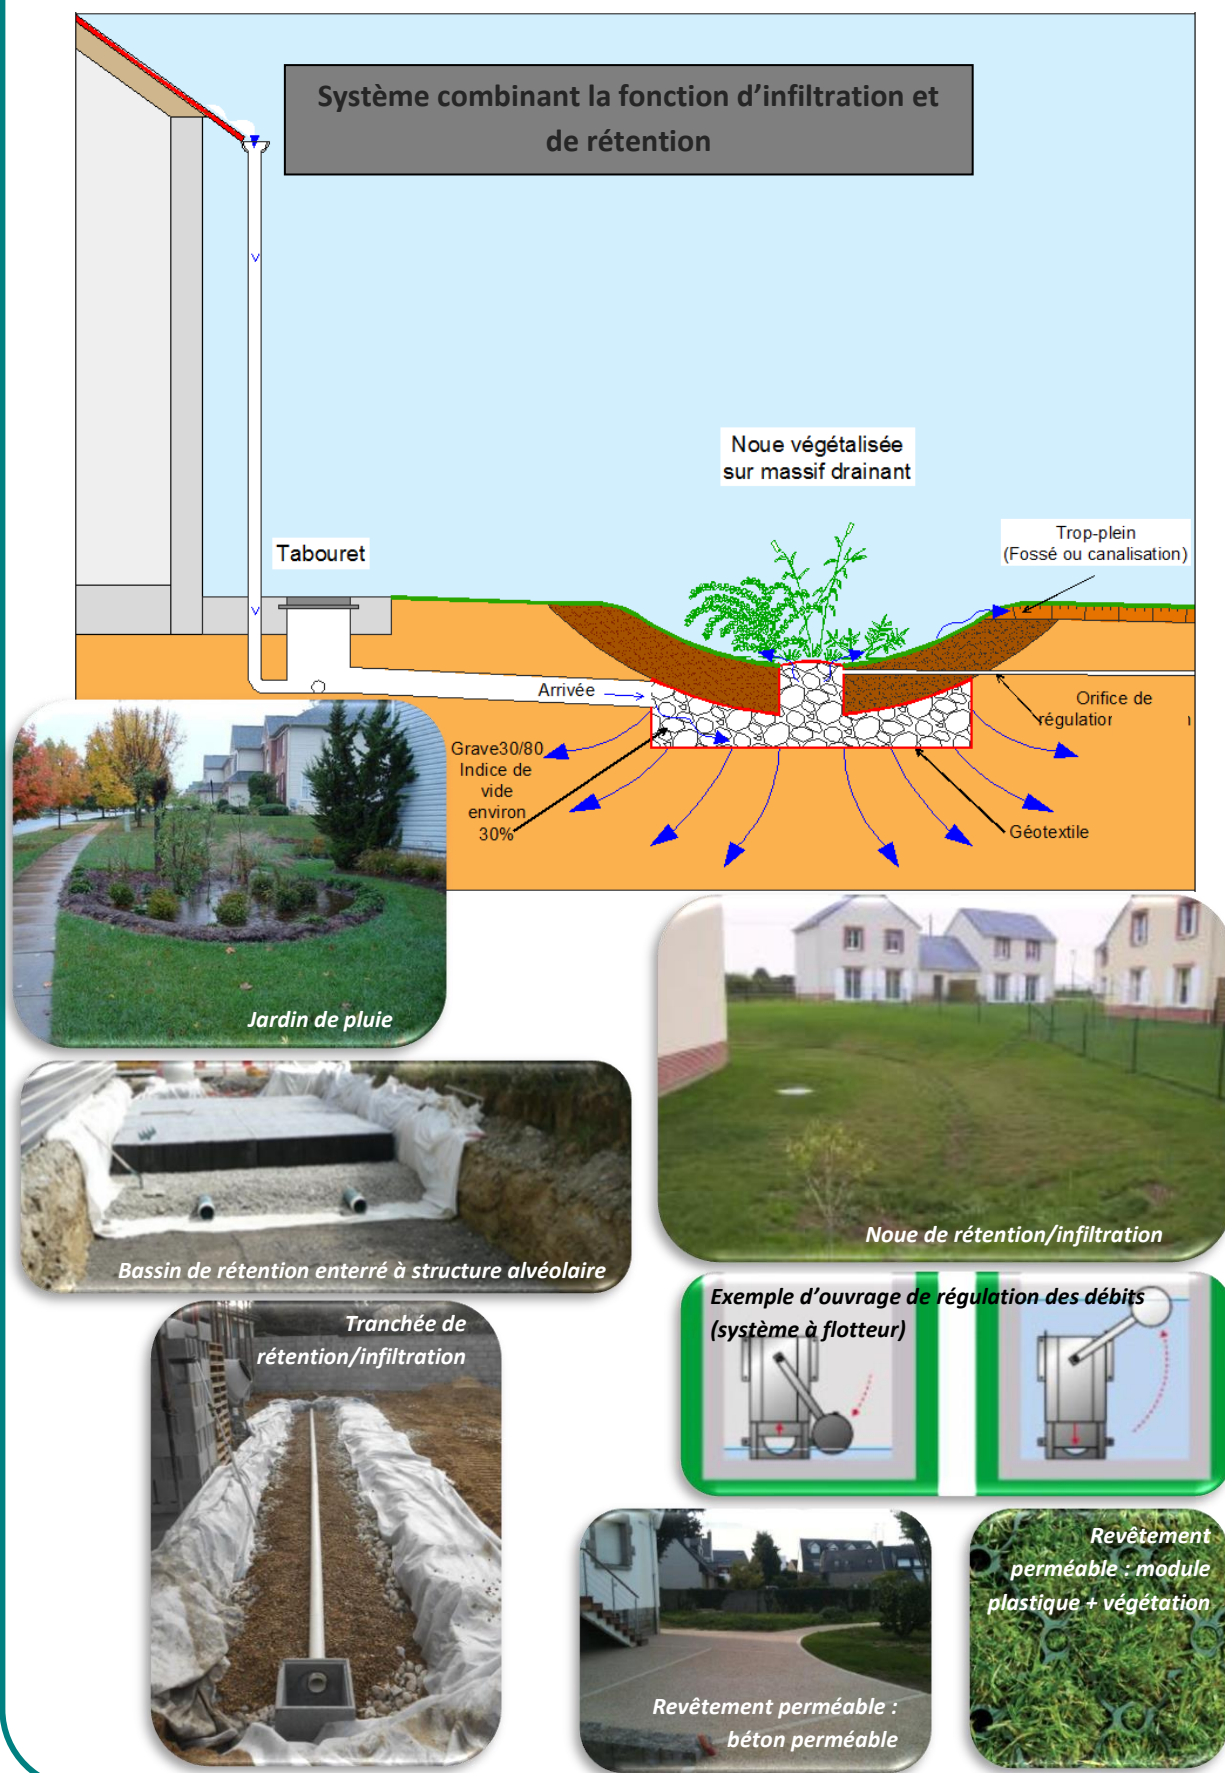 Système combinant la fonction d'infiltration et
de rétention
Noue végétalisée
sur massif drainant
Trop-plein
(Fossé ou canalisation)
Tabouret
Arrivée
Orifice de
régulation
Grave30/80
Indice de
vide
environ
30%
Géotextile
Jardin de pluie
Noue de rétention/infiltration
Bassin de rétention enterré à structure alvéolaire
Exemple d'ouvrage de régulation des débits
(système à flotteur)
Tranchée de
rétention/infiltration
Revêtement
perméable : module
plastique + végétation
Revêtement perméable :
béton perméable